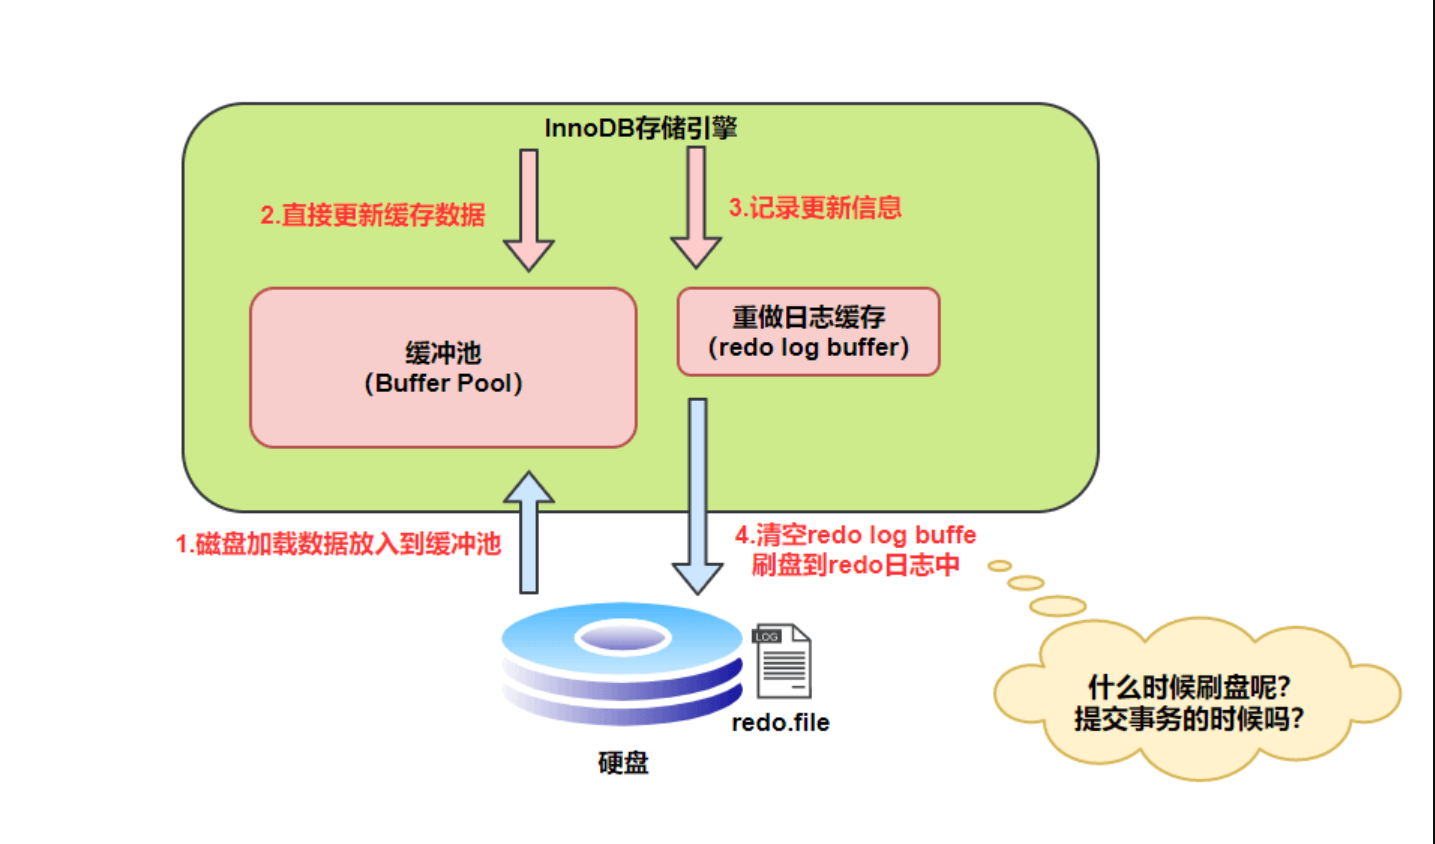 InnoDB存储引擎
2.直接更新缓存数据
3.记录更新信息
缓冲池
（Buffer Pool）
重做日志缓存
（redo log buffer）
1.磁盘加载数据放入到缓冲池
4.清空redo log buffe
刷盘到redo日志中
LOG
redo.file
硬盘
什么时候刷盘呢？
提交事务的时候吗？